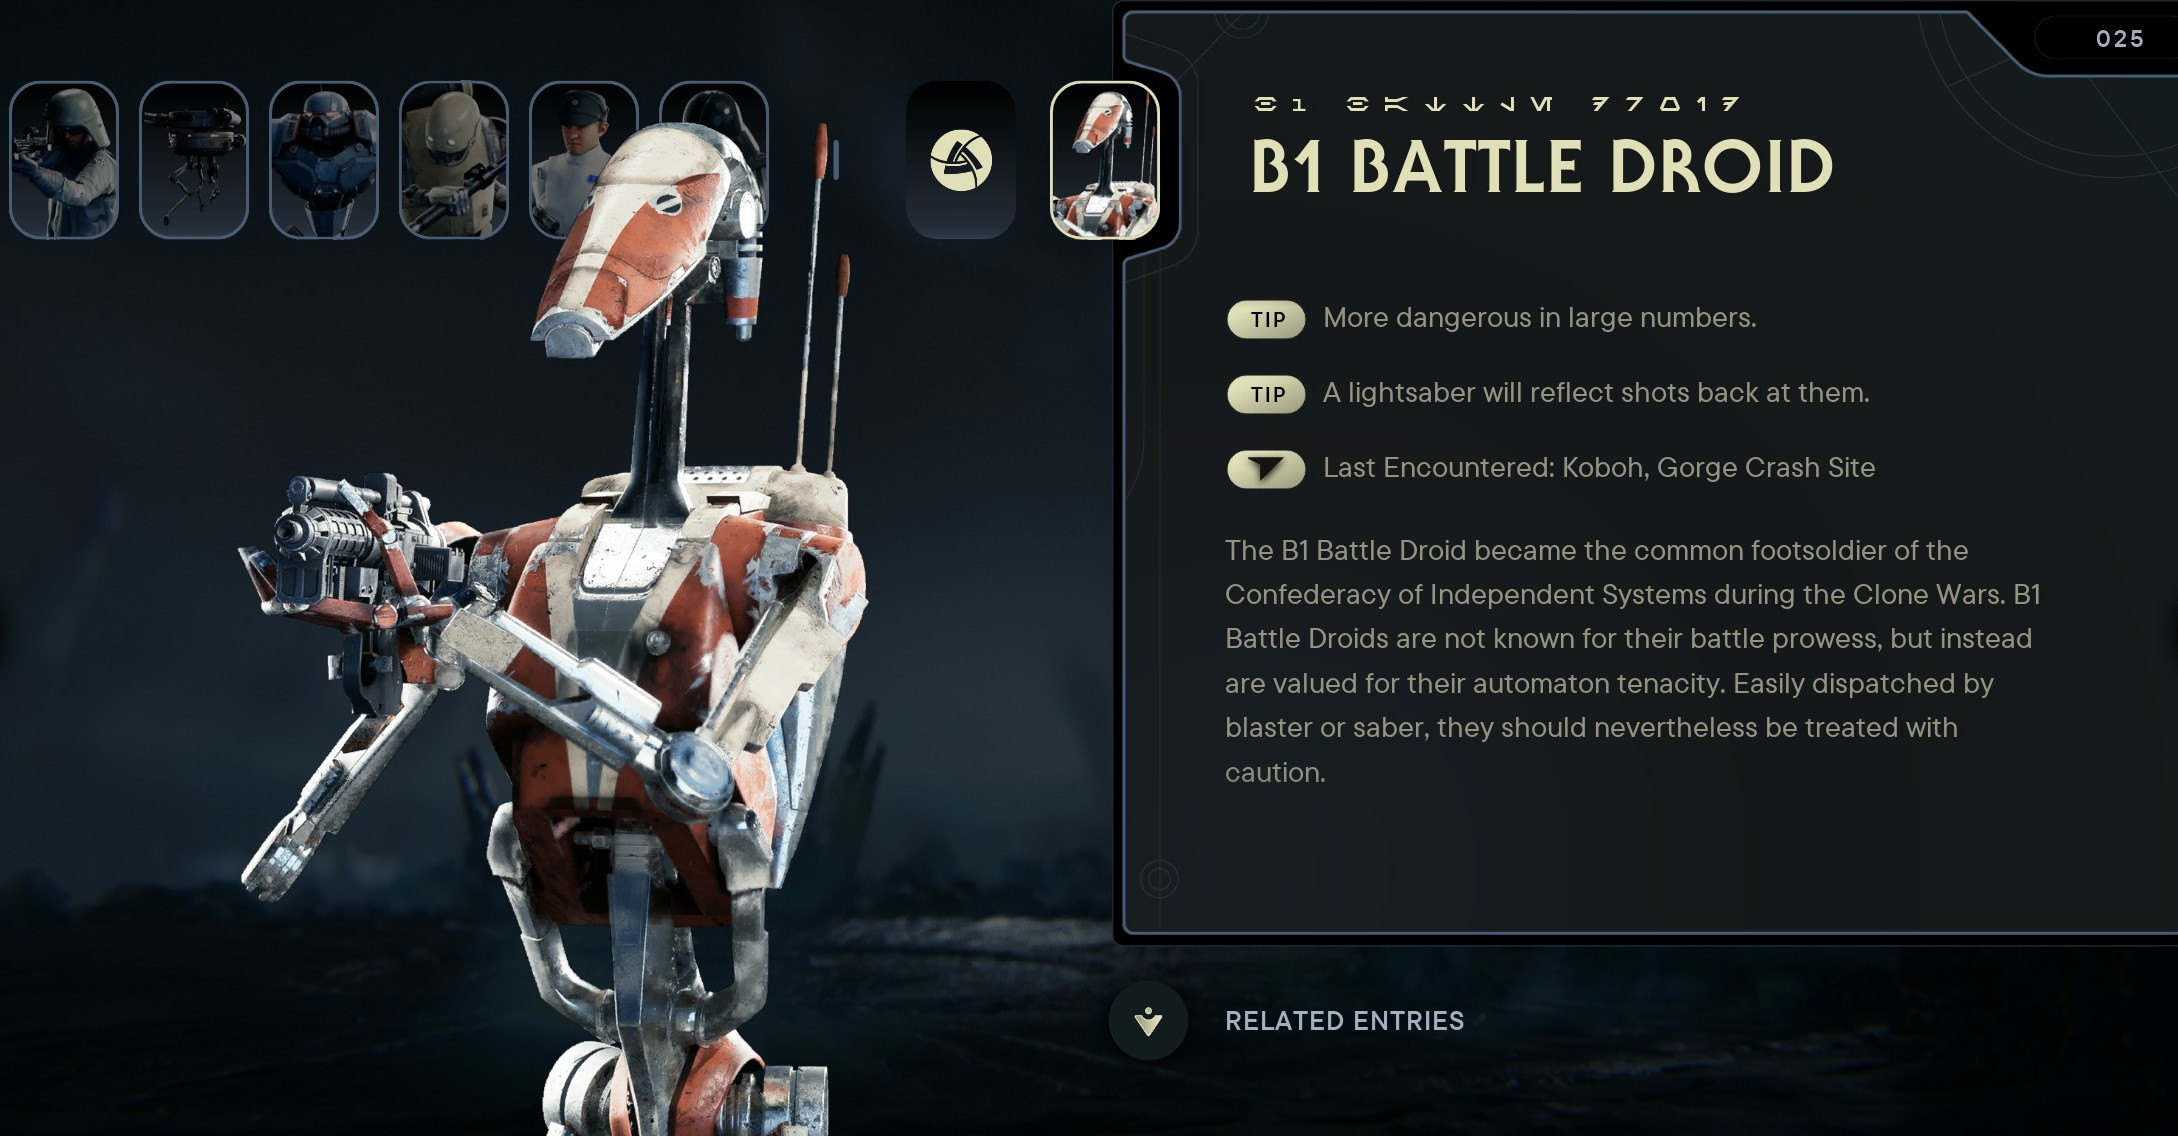 025
B1 BATTLE DROID
TIP More dangerous in large numbers.
TIP A lightsaber will reflect shots back at them.
Last Encountered: Koboh, Gorge Crash Site
The B1 Battle Droid became the common footsoldier of the
Confederacy of Independent Systems during the Clone Wars. B1
Battle Droids are not known for their battle prowess, but instead
are valued for their automaton tenacity. Easily dispatched by
blaster or saber, they should nevertheless be treated with
caution.
RELATED ENTRIES